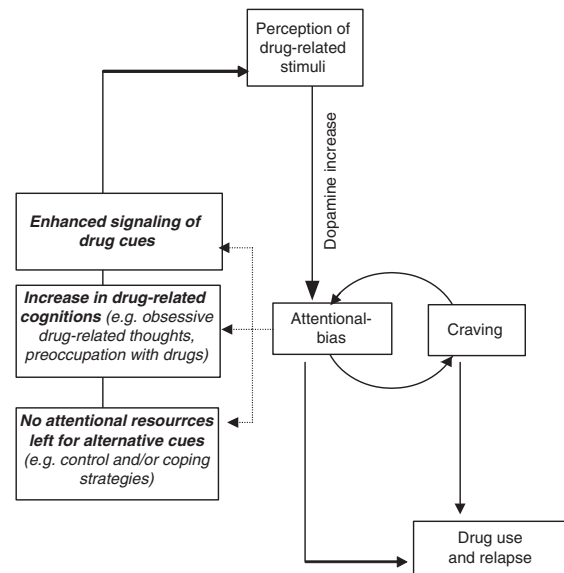 Perception of
drug-related
stimuli
Dopamine increase
Enhanced signaling of
drug cues
Increase in drug-related
cognitions (e.g. obsessive
drug-related thoughts,
preoccupation with drugs)
Attentional-
bias
Craving
No attentional resourrces
left for alternative cues
(e.g. control and/or coping
strategies)
Drug use
and relapse